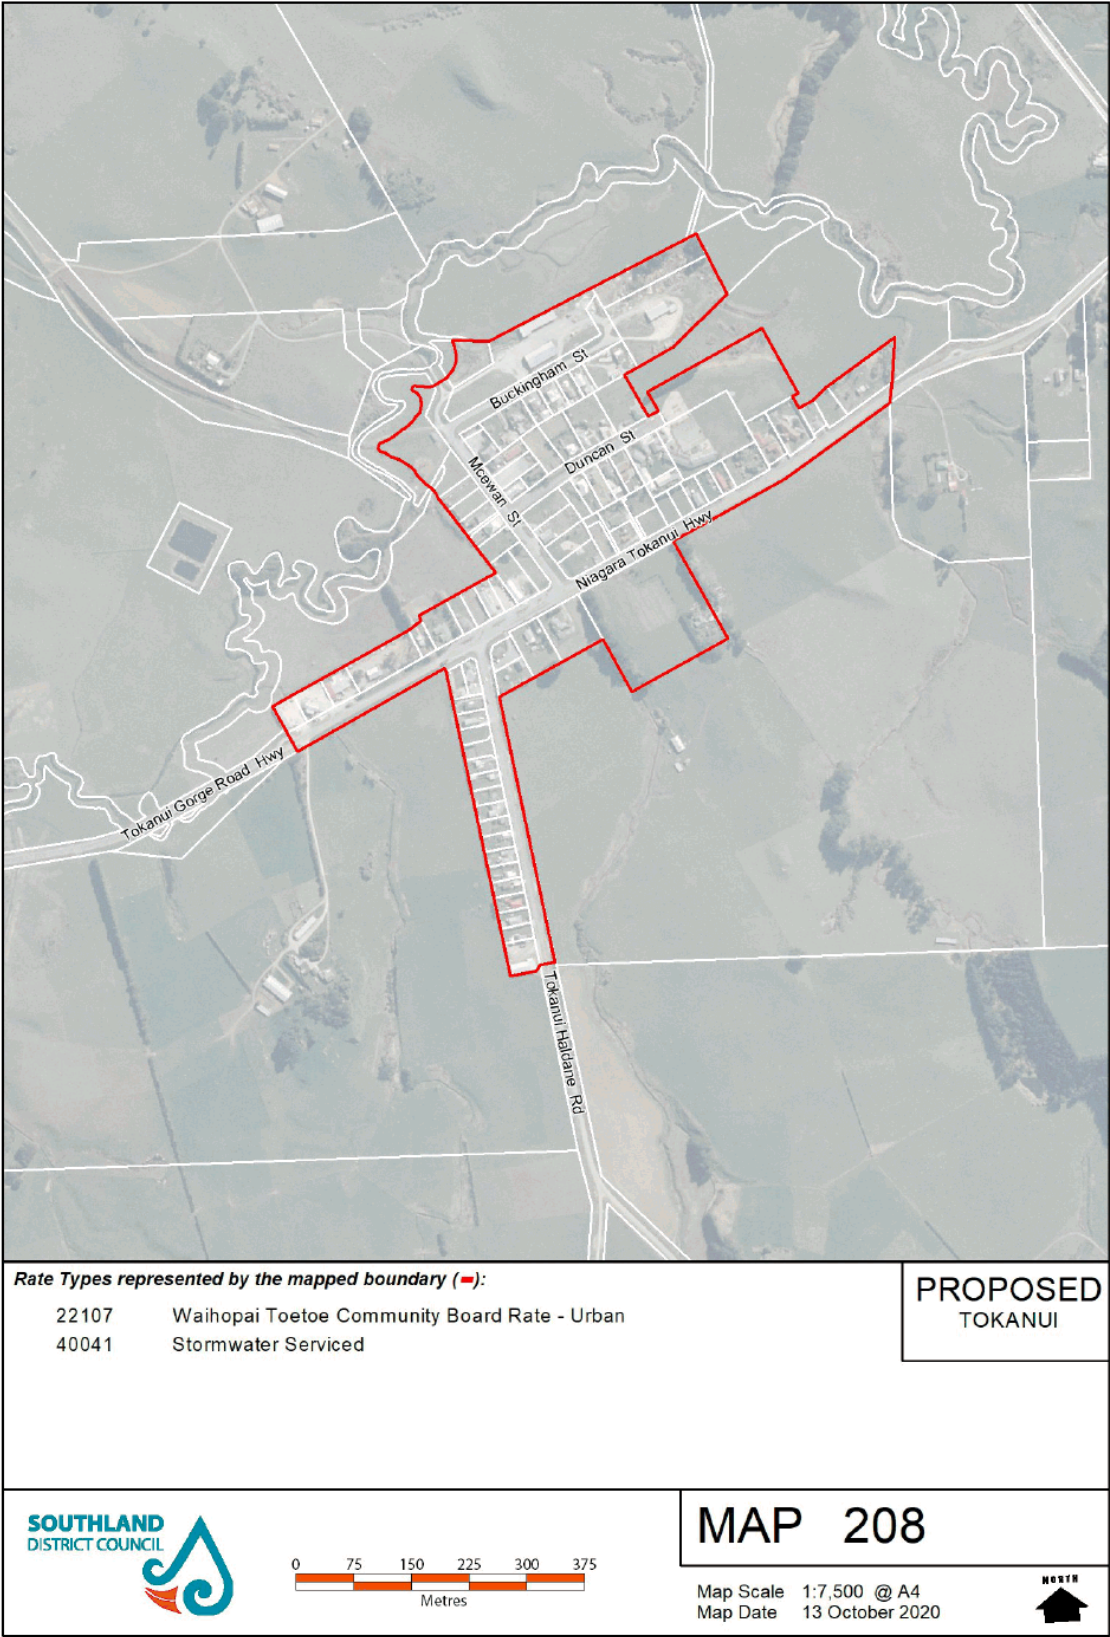 Buckingham St
Duncan St
Mcewan St
Niagara Tokanui Hwy
Tokanui Gorge Road Hwy
Tokanui Haldane Rd
Rate Types represented by the mapped boundary (▬):
22107 Waihopai Toetoe Community Board Rate - Urban
40041 Stormwater Serviced
PROPOSED
TOKANUI
SOUTHLAND
DISTRICT COUNCIL
0 75 150 225 300 375
Metres
MAP 208
Map Scale 1:7,500 @ A4
Map Date 13 October 2020
NORTH